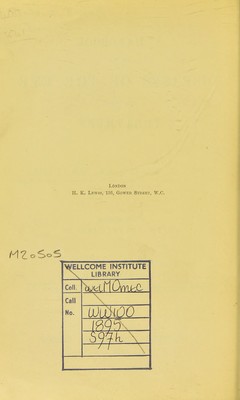 LONDON
H. K. LEWIS, 136, GOWER STREET, W.C.
M20505
WELLCOME INSTITUTE
LIBRARY
Coll. welMOmec
Call
No. WW100
1895
S97h